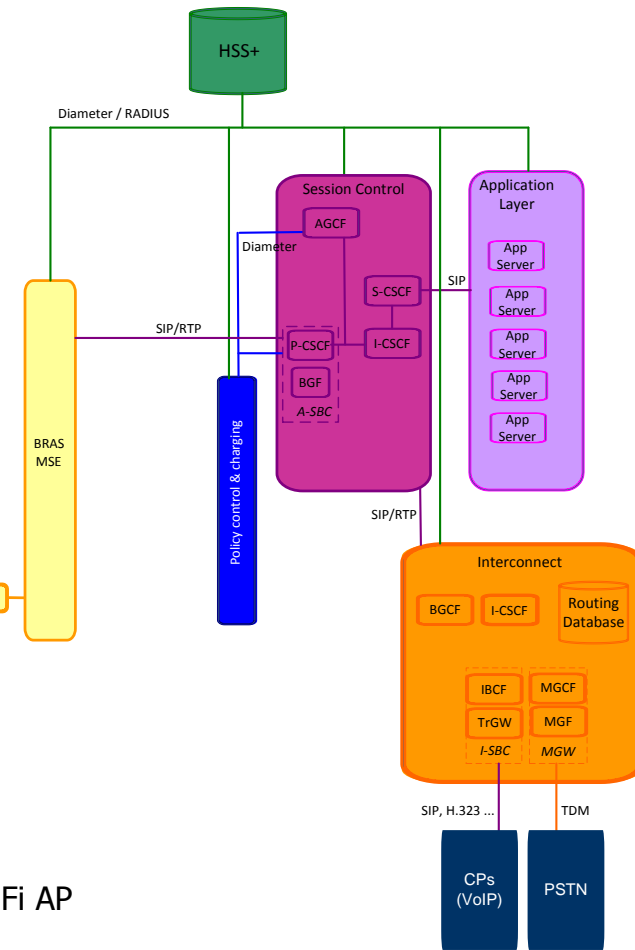 HSS+
Diameter / RADIUS
Session Control
Application
Layer
AGCF
Diameter
App
Server
S-CSCF
SIP
App
Server
SIP/RTP
P-CSCF
I-CSCF
App
Server
BGF
App
Server
A-SBC
App
Server
BRAS
MSE
Policy control & charging
SIP/RTP
Interconnect
BGCF
I-CSCF
Routing
Database
IBCF
MGCF
TrGW
MGF
I-SBC
MGW
SIP, H.323 ...
TDM
CPs
(VoIP)
PSTN
Fi AP